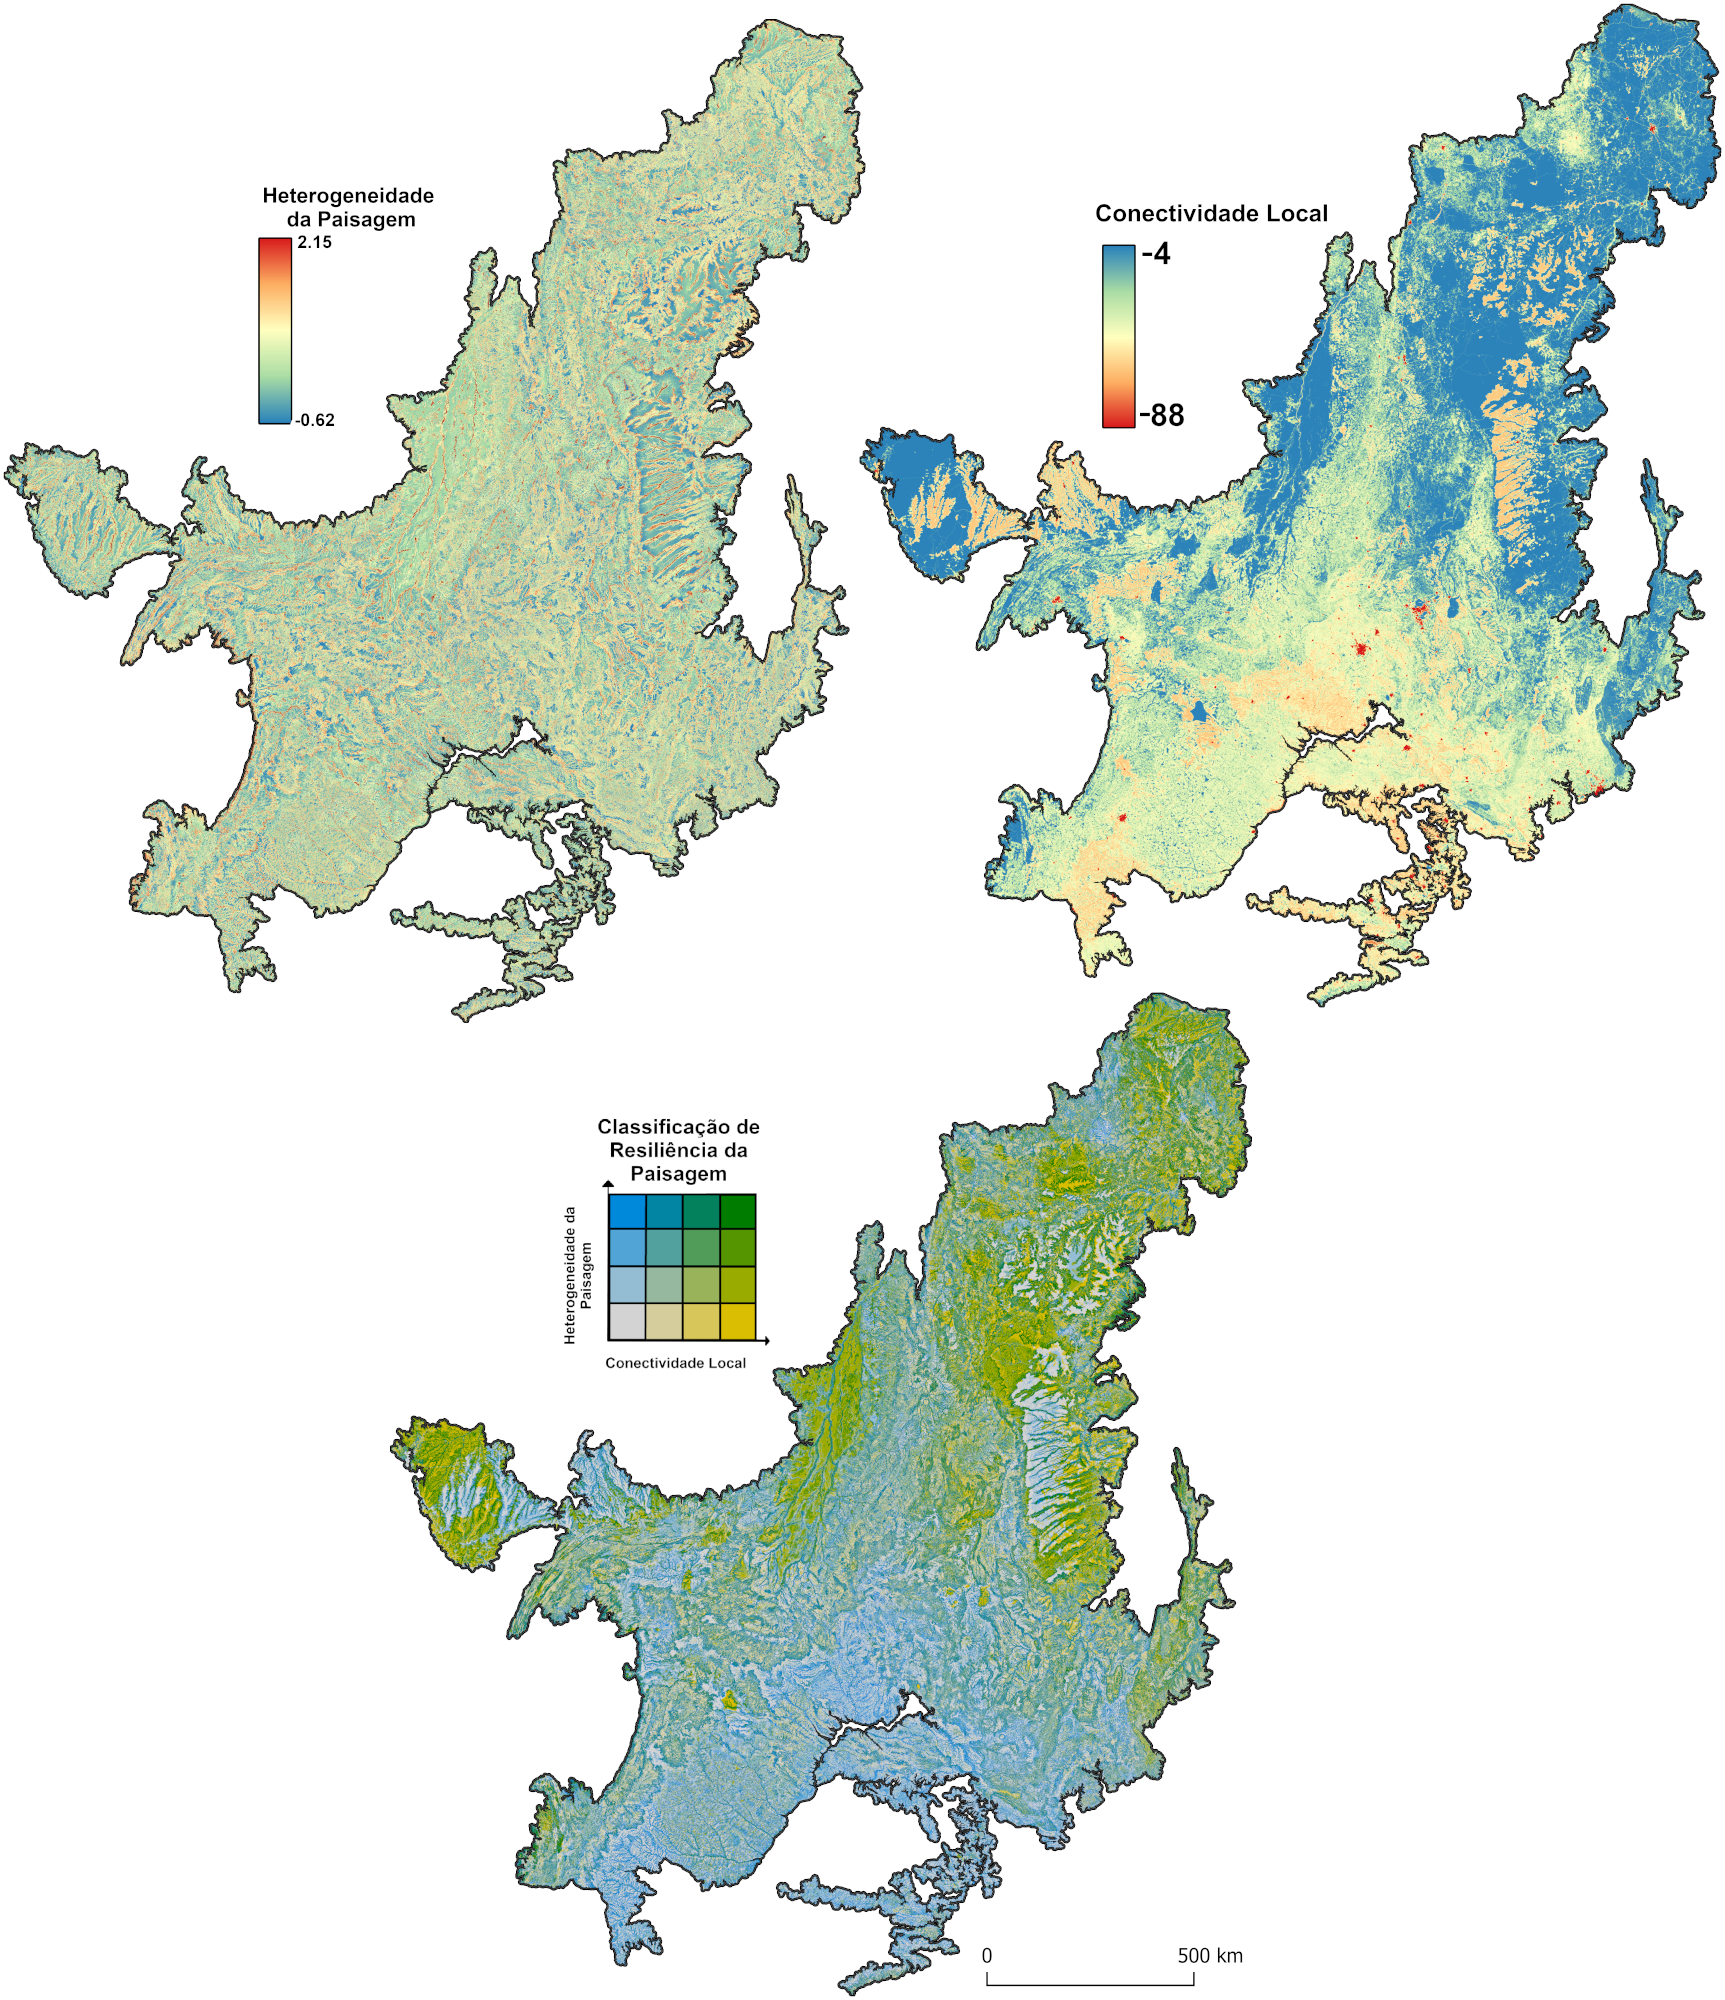 Heterogeneidade
da Paisagem
2.15
-0.62
Conectividade Local
-4
-88
Classificação de
Resiliência da
Paisagem
Heterogeneidade da
Paisagem
Conectividade Local
0 500 km